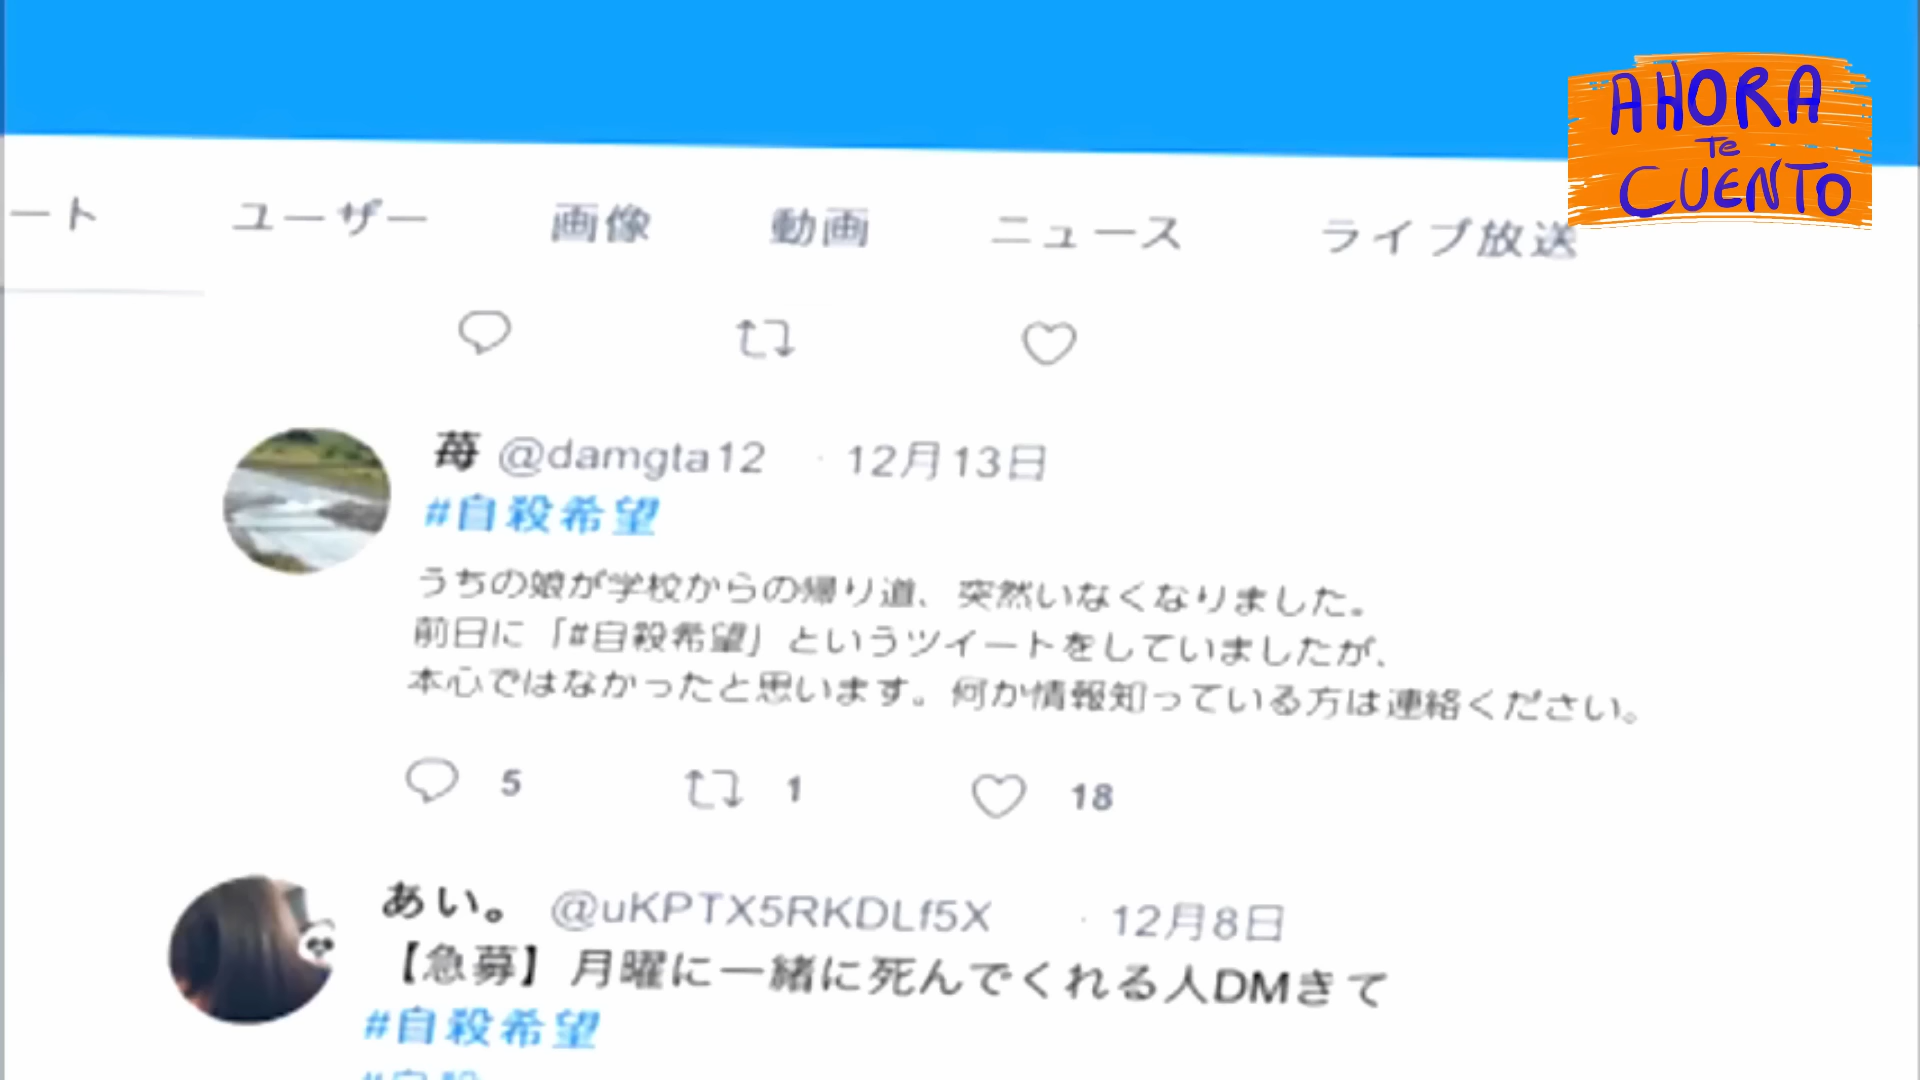 AHORA
Te
CUENTO
ート ユーザー 画像 動画 ニュース ライブ放送
苺 @damgta12 · 12月13日
#自殺希望
うちの娘が学校からの帰り道、突然いなくなりました。
前日に「#自殺希望」というツイートをしていましたが、
本心ではなかったと思います。何か情報知っている方は連絡ください。
5 1 18
あい。 @uKPTX5RKDLf5X · 12月8日
【急募】月曜に一緒に死んでくれる人DMきて
#自殺希望